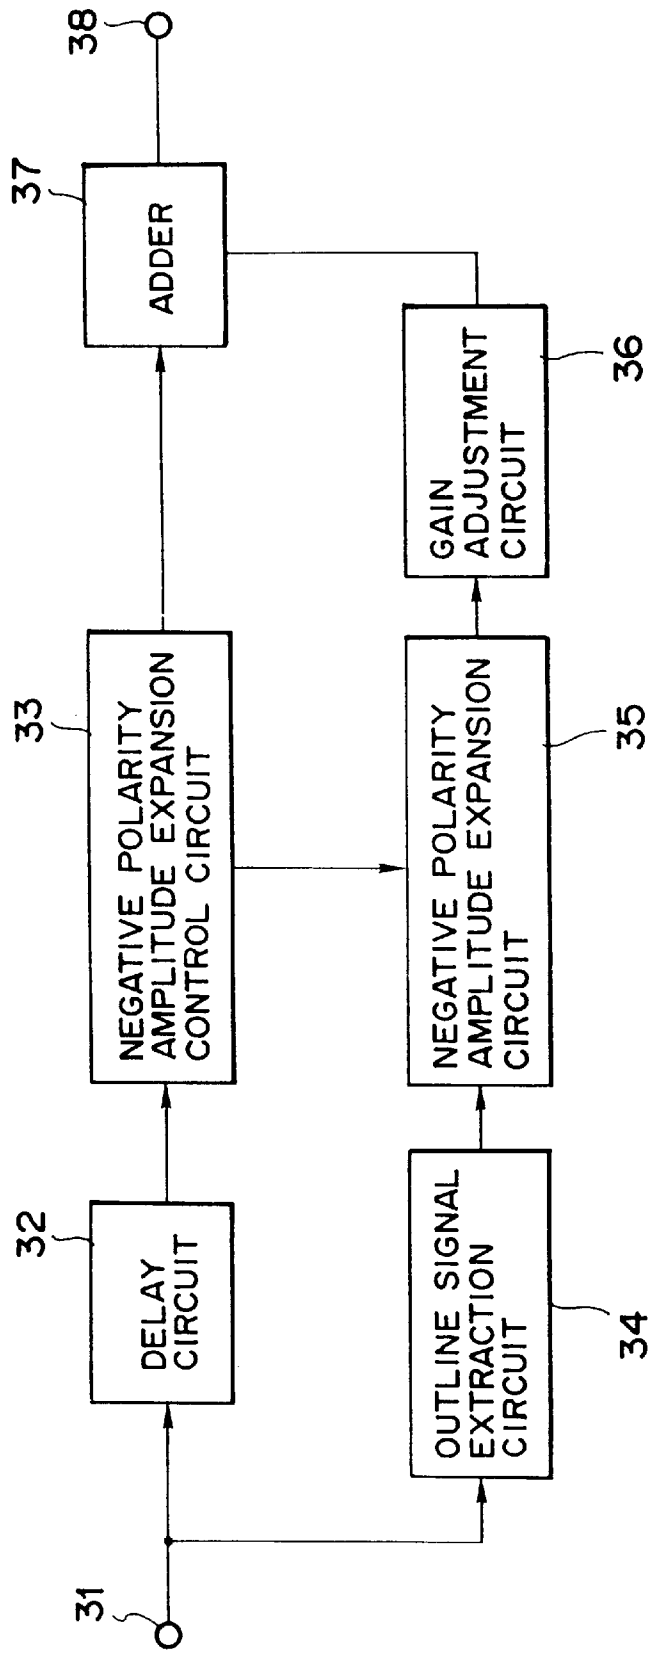 31
32
DELAY
CIRCUIT
33
NEGATIVE POLARITY
AMPLITUDE EXPANSION
CONTROL CIRCUIT
37
ADDER
38
OUTLINE SIGNAL
EXTRACTION
CIRCUIT
34
NEGATIVE POLARITY
AMPLITUDE EXPANSION
CIRCUIT
35
GAIN
ADJUSTMENT
CIRCUIT
36